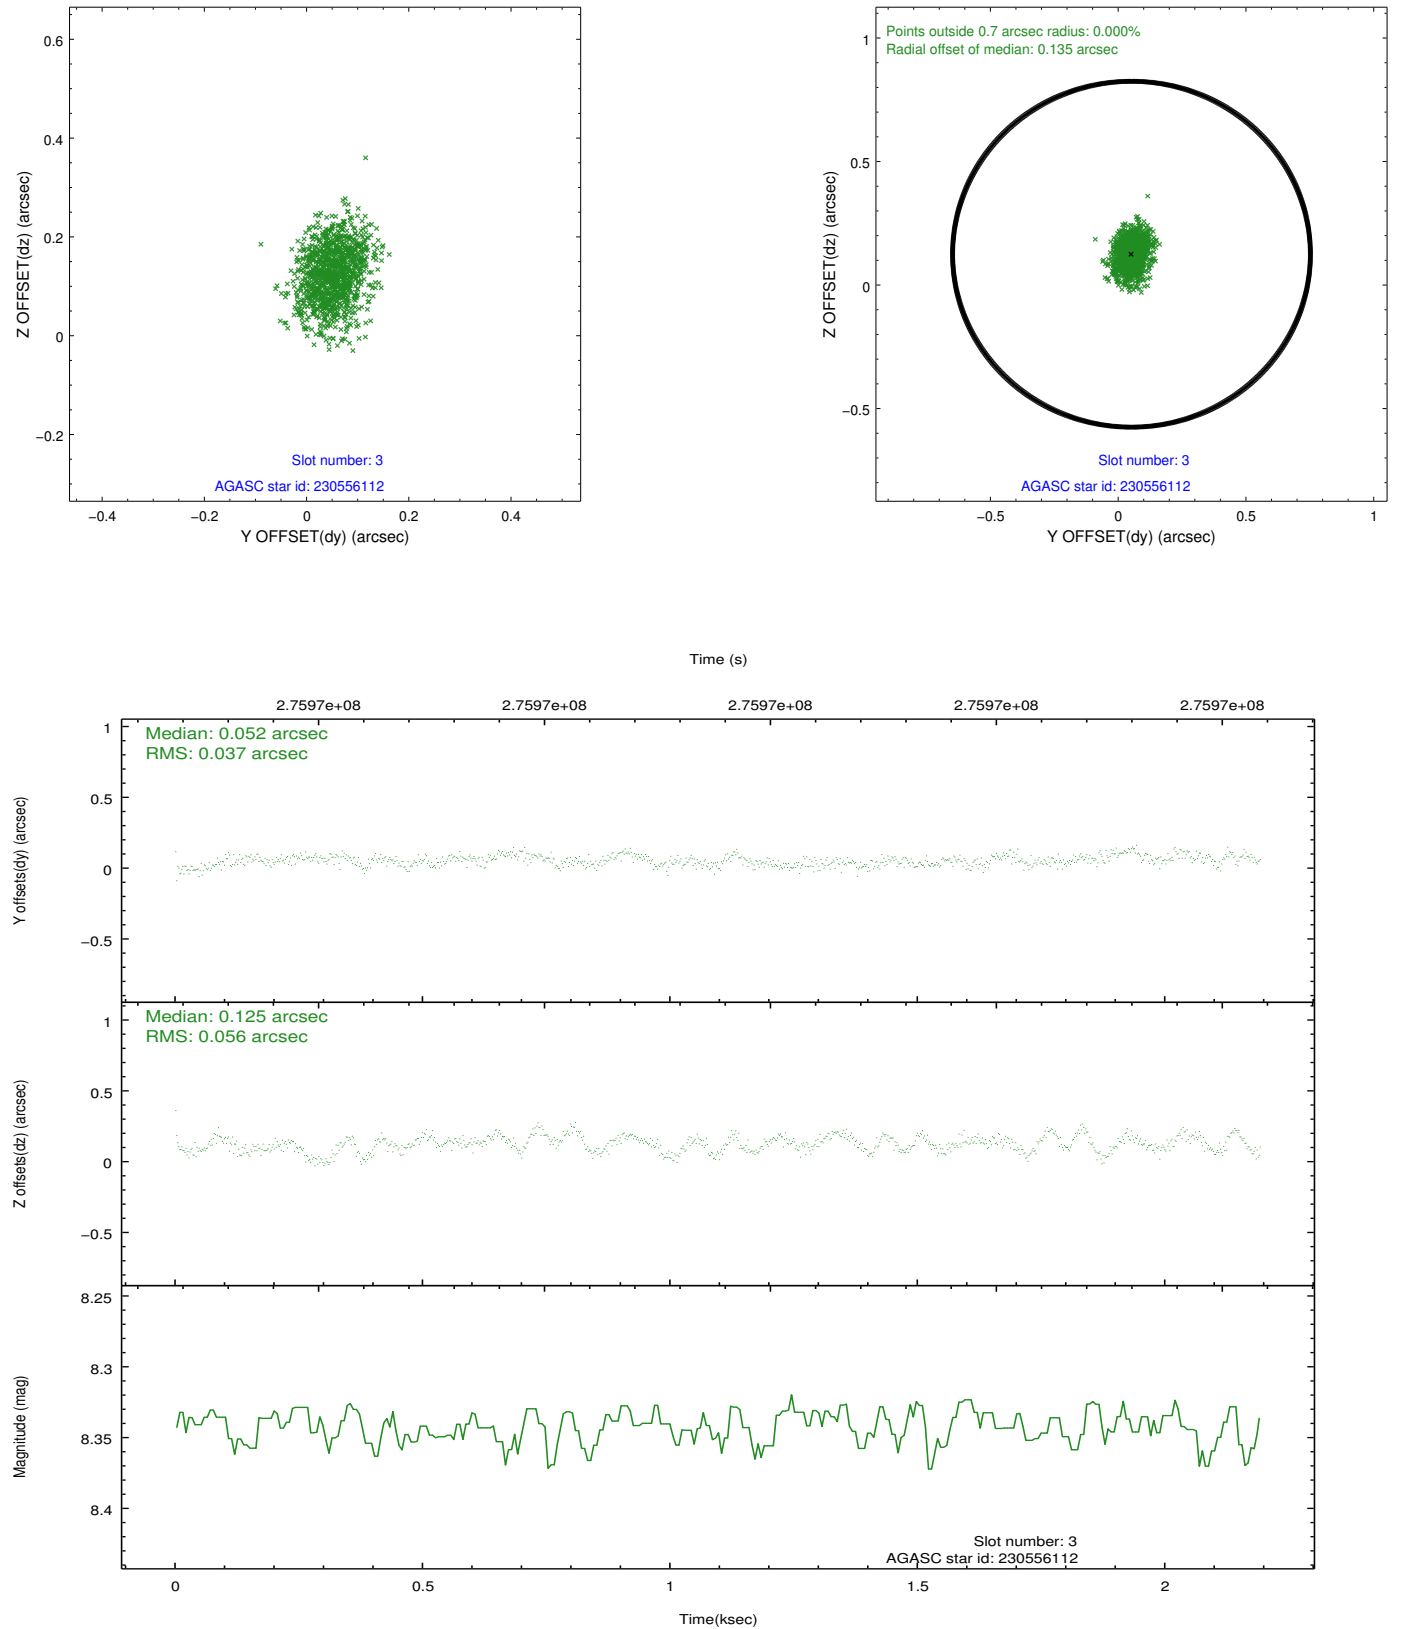 0.6
0.4
0.2
0
−0.2
Z OFFSET(dz) (arcsec)
Slot number: 3
AGASC star id: 230556112
−0.4 −0.2 0 0.2 0.4
Y OFFSET(dy) (arcsec)
Points outside 0.7 arcsec radius: 0.000%
Radial offset of median: 0.135 arcsec
1
0.5
0
−0.5
Z OFFSET(dz) (arcsec)
Slot number: 3
AGASC star id: 230556112
−0.5 0 0.5 1
Y OFFSET(dy) (arcsec)
Time (s)
2.7597e+08 2.7597e+08 2.7597e+08 2.7597e+08 2.7597e+08
Median: 0.052 arcsec
RMS: 0.037 arcsec
1
0.5
0
−0.5
Y offsets(dy) (arcsec)
Median: 0.125 arcsec
RMS: 0.056 arcsec
1
0.5
0
−0.5
Z offsets(dz) (arcsec)
8.25
8.3
8.35
8.4
Magnitude (mag)
Slot number: 3
AGASC star id: 230556112
0 0.5 1 1.5 2
Time(ksec)